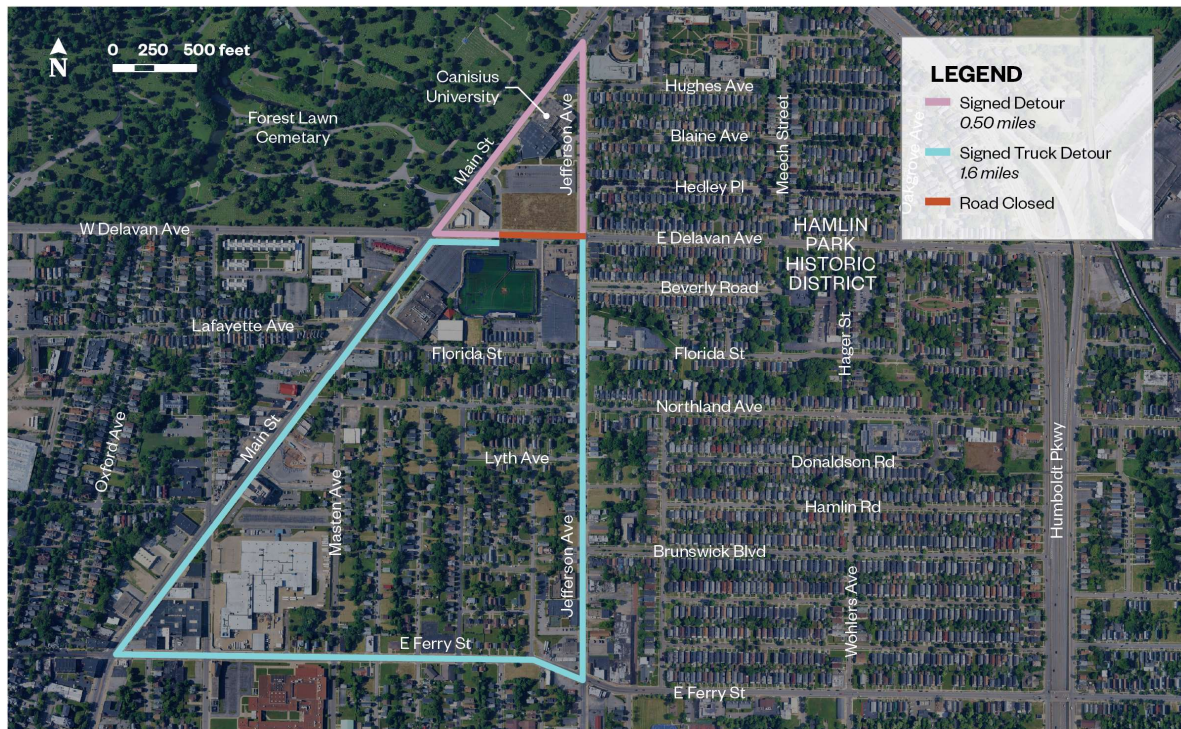 N
0 250 500 feet
Canisius
University
Forest Lawn
Cemetary
Main St
Jefferson Ave
Hughes Ave
Blaine Ave
Meech Street
Hedley Pl
Oakgrove Ave
LEGEND
Signed Detour
0.50 miles
Signed Truck Detour
1.6 miles
Road Closed
W Delavan Ave
E Delavan Ave
HAMLIN
PARK
HISTORIC
DISTRICT
Beverly Road
Lafayette Ave
Florida St
Florida St
Hager St
Northland Ave
Oxford Ave
Main St
Masten Ave
Lyth Ave
Donaldson Rd
Hamlin Rd
Humboldt Pkwy
Jefferson Ave
Brunswick Blvd
Wohlers Ave
E Ferry St
E Ferry St